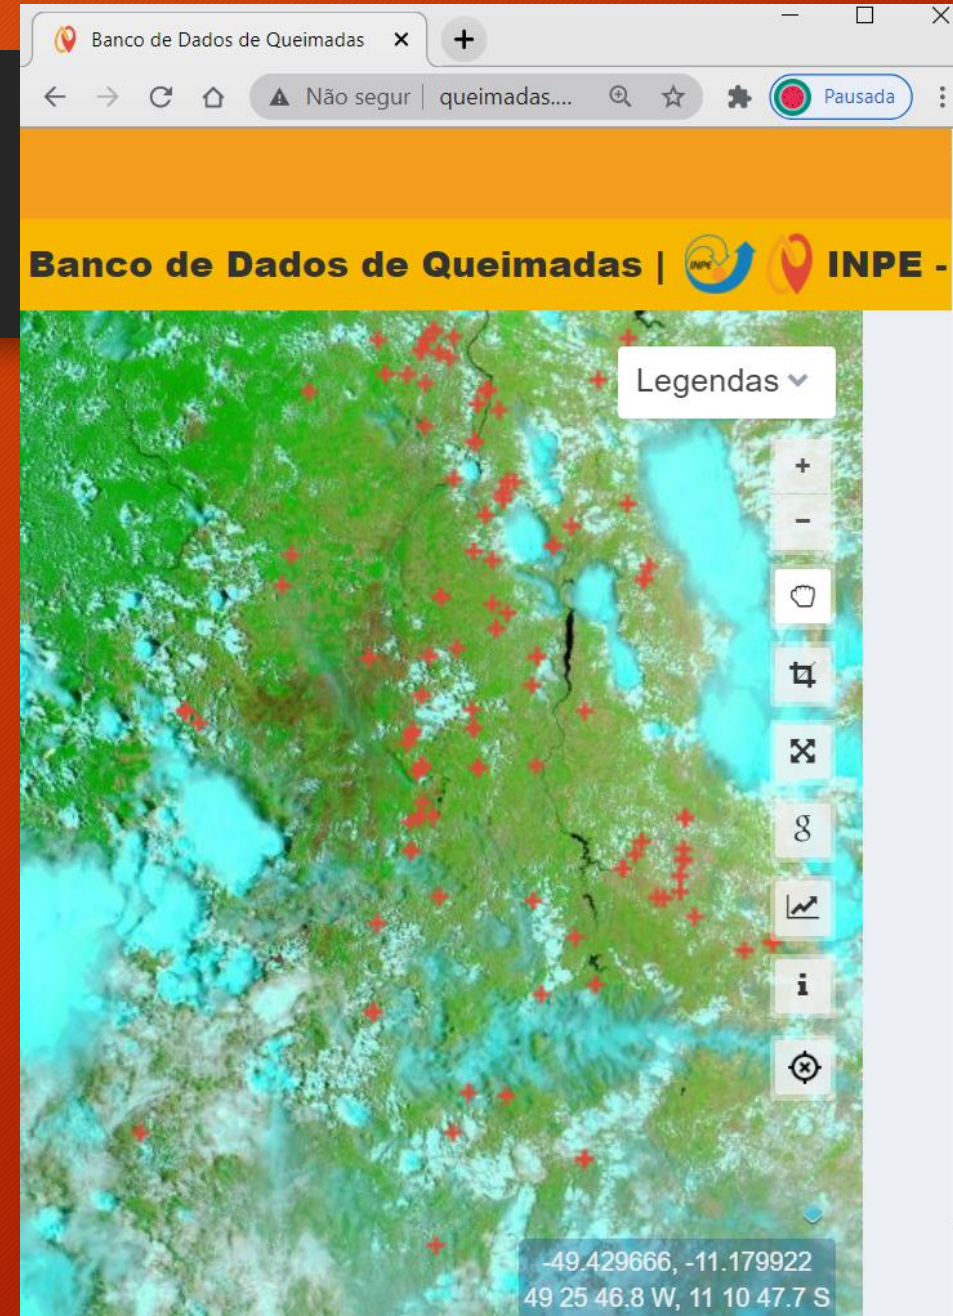 Banco de Dados de Queimadas
Não segur
queimadas....
Pausada
Banco de Dados de Queimadas | INPE INPE -
Legendas
+
−
g
i
-49.429666, -11.179922
49 25 46.8 W, 11 10 47.7 S